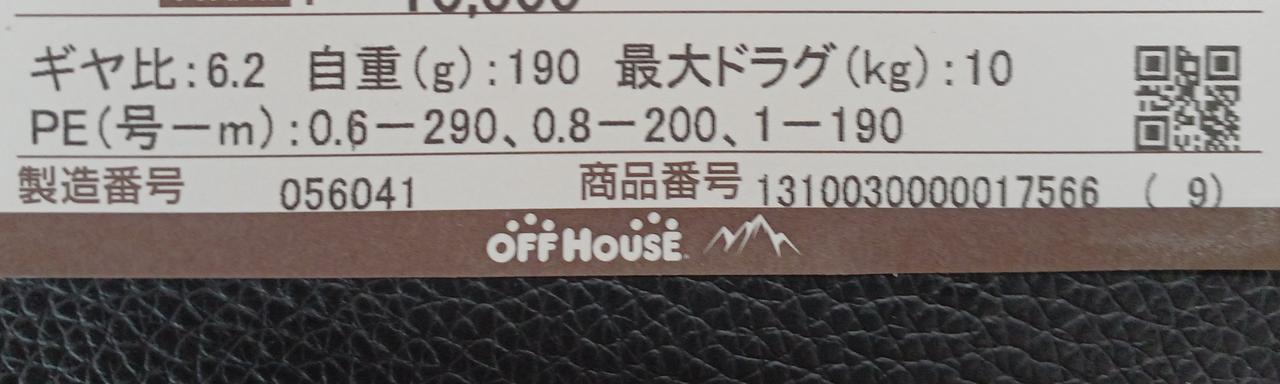 ギヤ比:6.2 自重(g):190 最大ドラグ(kg):10
PE(号ーm):0.6ー290、0.8ー200、1ー190
製造番号 056041 商品番号 1310030000017566 ( 9)
OFF HOUSE